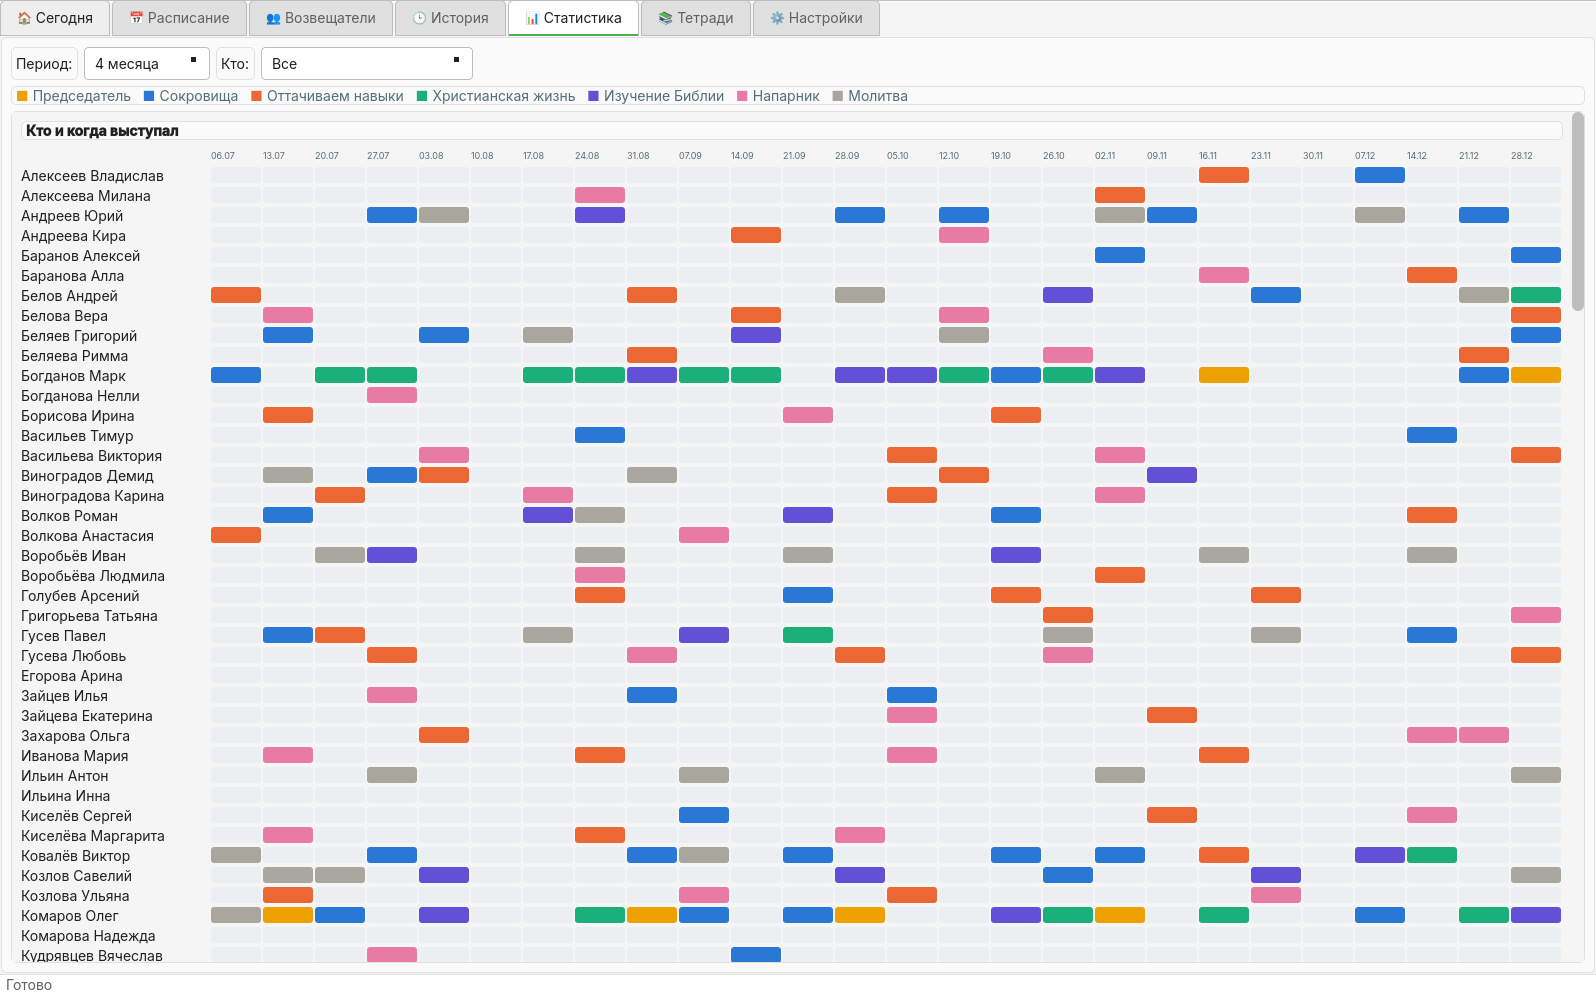 Сегодня Расписание Возвещатели История Статистика Тетради Настройки
Период: 4 месяца Кто: Все
Председатель Сокровища Оттачиваем навыки Христианская жизнь Изучение Библии Напарник Молитва
Кто и когда выступал
06.07 13.07 20.07 27.07 03.08 10.08 17.08 24.08 31.08 07.09 14.09 21.09 28.09 05.10 12.10 19.10 26.10 02.11 09.11 16.11 23.11 30.11 07.12 14.12 21.12 28.12
Алексеев Владислав
Алексеева Милана
Андреев Юрий
Андреева Кира
Баранов Алексей
Баранова Алла
Белов Андрей
Белова Вера
Беляев Григорий
Беляева Римма
Богданов Марк
Богданова Нелли
Борисова Ирина
Васильев Тимур
Васильева Виктория
Виноградов Демид
Виноградова Карина
Волков Роман
Волкова Анастасия
Воробьёв Иван
Воробьёва Людмила
Голубев Арсений
Григорьева Татьяна
Гусев Павел
Гусева Любовь
Егорова Арина
Зайцев Илья
Зайцева Екатерина
Захарова Ольга
Иванова Мария
Ильин Антон
Ильина Инна
Киселёв Сергей
Киселёва Маргарита
Ковалёв Виктор
Козлов Савелий
Козлова Ульяна
Комаров Олег
Комарова Надежда
Кудрявцев Вячеслав
Готово